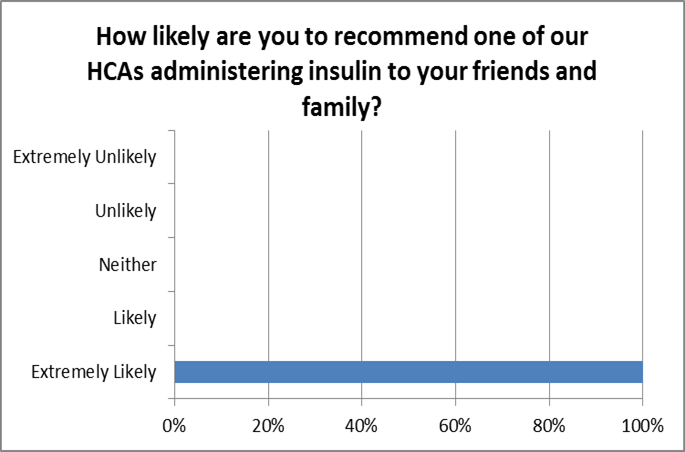 How likely are you to recommend one of our
HCAs administering insulin to your friends and
family?
Extremely Unlikely
Unlikely
Neither
Likely
Extremely Likely
0%
20%
40%
60%
80%
100%